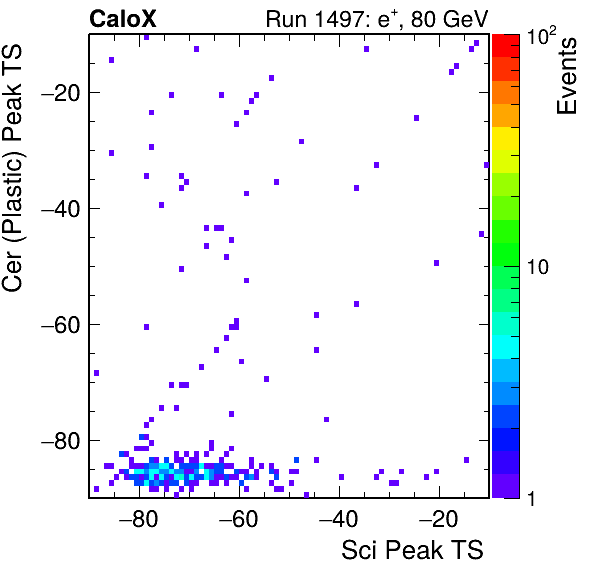 CaloX Run 1497: e⁺, 80 GeV
Cer (Plastic) Peak TS
−20
−40
−60
−80
−80 −60 −40 −20
Sci Peak TS
10²
10
1
Events